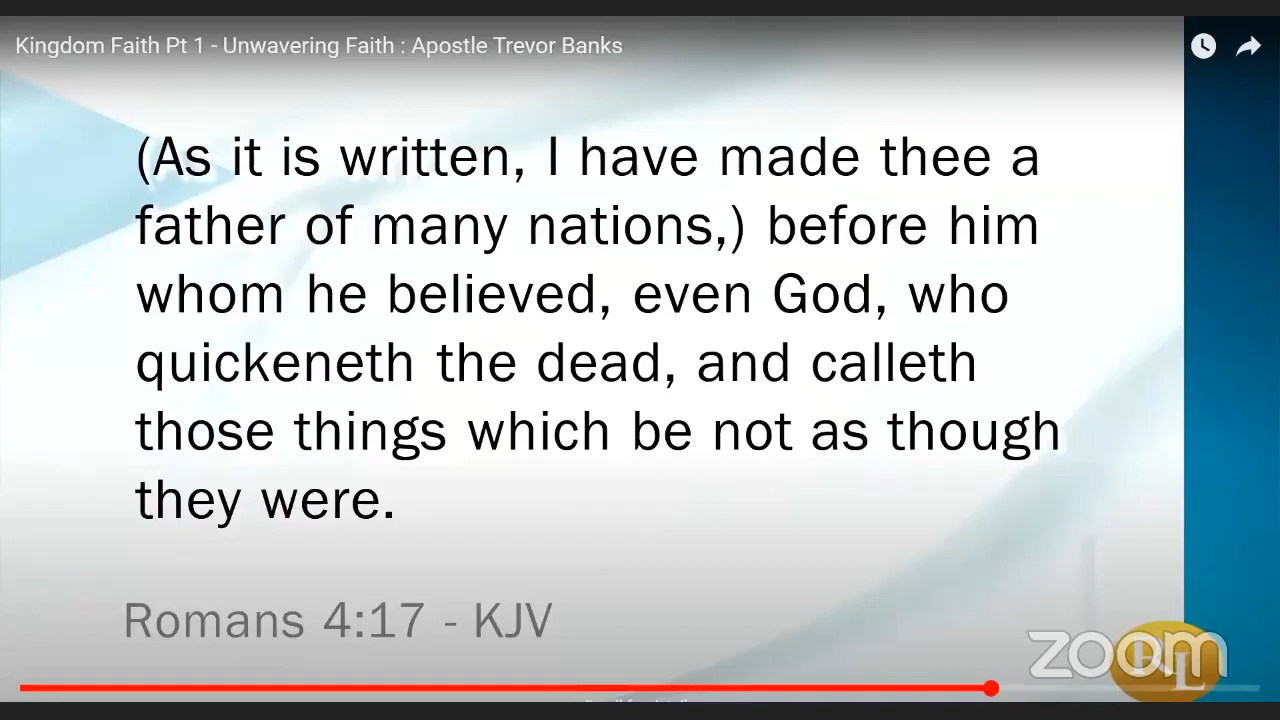 Kingdom Faith Pt 1 - Unwavering Faith : Apostle Trevor Banks
(As it is written, I have made thee a
father of many nations,) before him
whom he believed, even God, who
quickeneth the dead, and calleth
those things which be not as though
they were.
Romans 4:17 - KJV
zoom